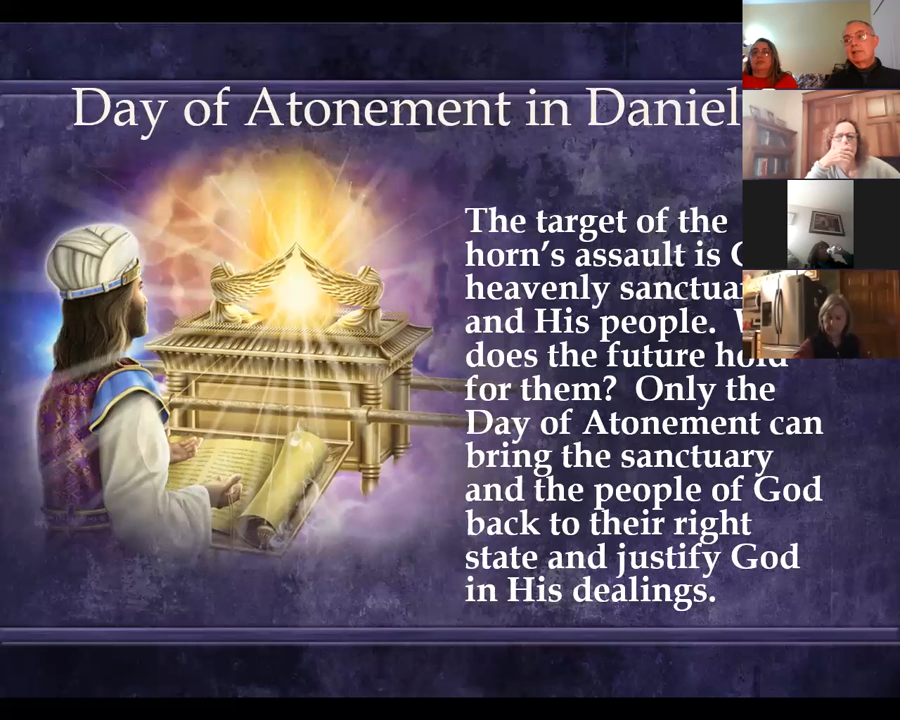 Day of Atonement in Daniel
The target of the
horn's assault is
heavenly
and His people.
does the future hold
for them?  Only the
Day of Atonement can
bring the sanctuary
and the people of God
back to their right
state and justify God
in His dealings.